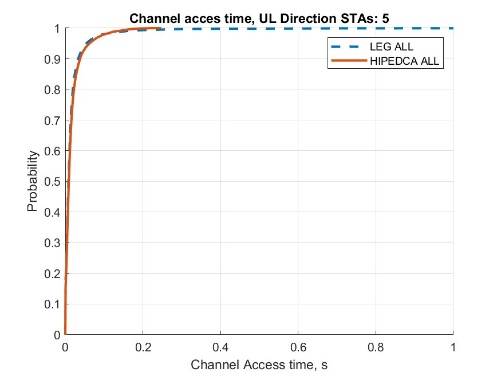 Channel acces time, UL Direction STAs: 5
LEG ALL
HIPEDCA ALL
Probability
1
0.9
0.8
0.7
0.6
0.5
0.4
0.3
0.2
0.1
0
0 0.2 0.4 0.6 0.8 1
Channel Access time, s